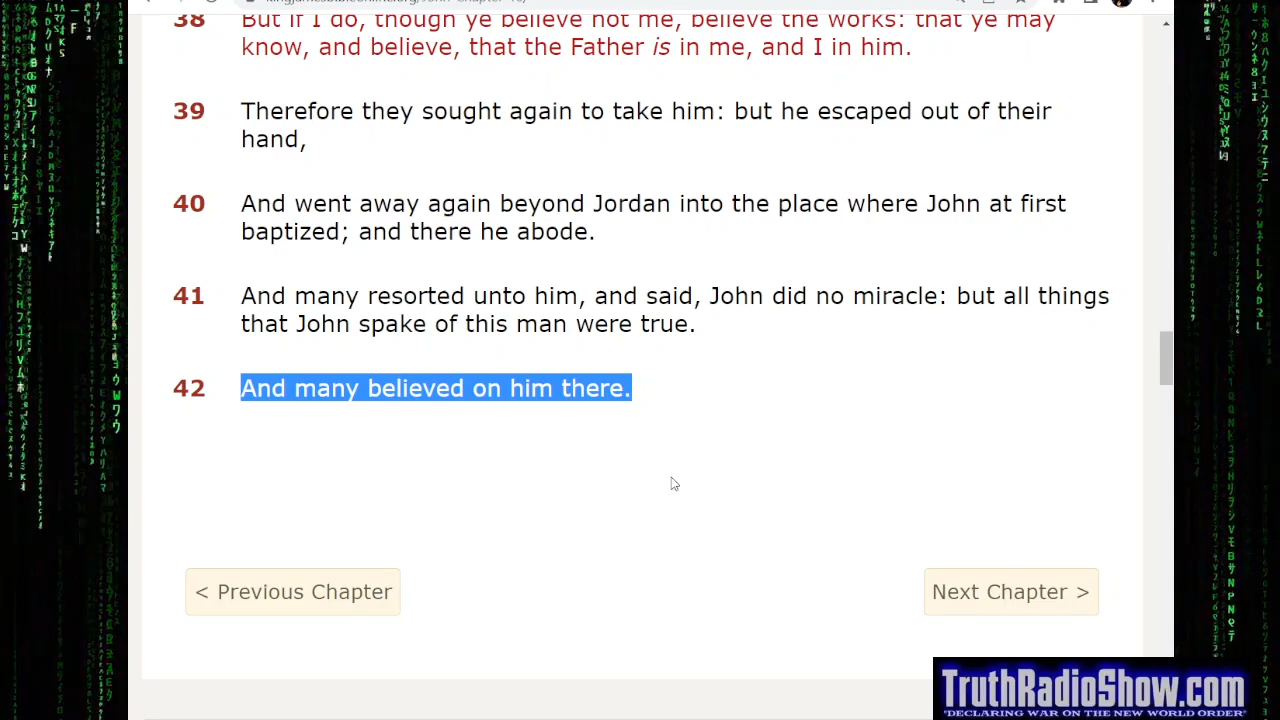 38 But if I do, though ye believe not me, believe the works: that ye may
know, and believe, that the Father is in me, and I in him.
39 Therefore they sought again to take him: but he escaped out of their
hand,
40 And went away again beyond Jordan into the place where John at first
baptized; and there he abode.
41 And many resorted unto him, and said, John did no miracle: but all things
that John spake of this man were true.
42 And many believed on him there.
< Previous Chapter
Next Chapter >
TruthRadioShow.com
"DECLARING WAR ON THE NEW WORLD ORDER"